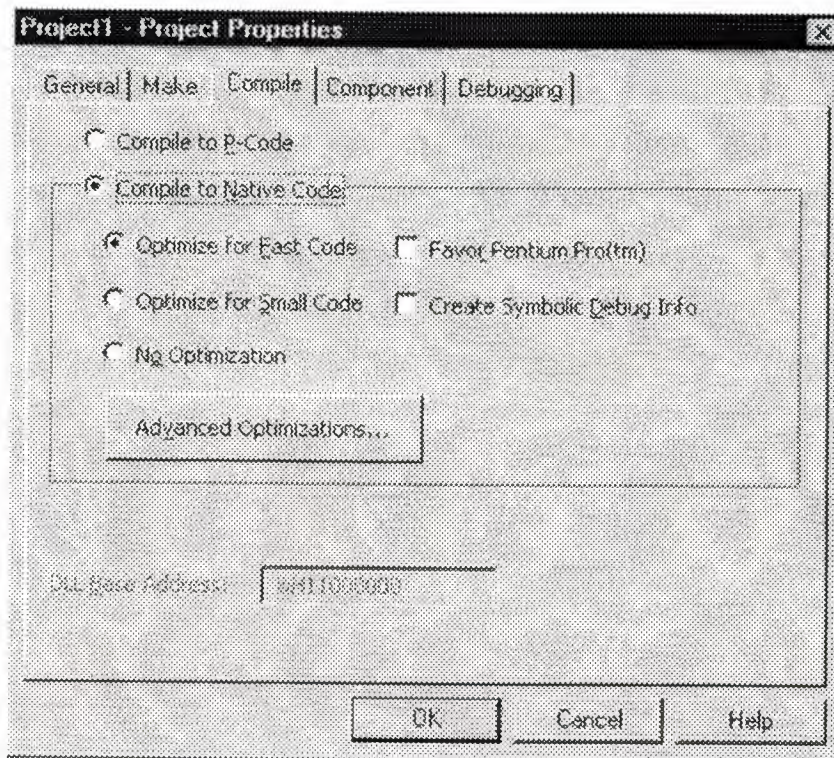 Project1 - Project Properties
General Make Compile Component Debugging
Compile to P-Code
Compile to Native Code
Optimize for Fast Code Favor Pentium Pro(tm)
Optimize for Small Code Create Symbolic Debug Info
No Optimization
Advanced Optimizations...
DLL Base Address: &H11000000
OK Cancel Help